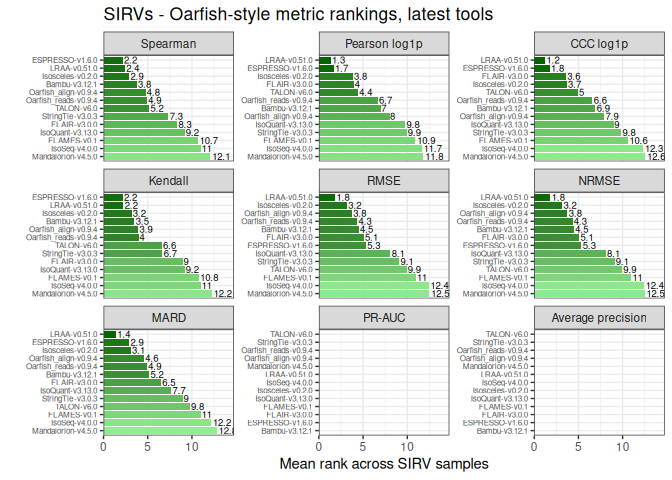 SIRVs - Oarfish-style metric rankings, latest tools
Spearman
ESPRESSO-v1.6.0 2.2
LRAA-v0.51.0 2.4
Isosceles-v0.2.0 2.9
Bambu-v3.12.1 3.8
Oarfish_align-v0.9.4 4.8
Oarfish_reads-v0.9.4 4.9
TALON-v6.0 5.2
StringTie-v3.0.3 7.3
FLAIR-v3.0.0 8.3
IsoQuant-v3.13.0 9.2
FLAMES-v0.1 10.7
IsoSeq-v4.0.0 11
Mandalorion-v4.5.0 12.1
Pearson log1p
LRAA-v0.51.0 1.3
ESPRESSO-v1.6.0 1.7
Isosceles-v0.2.0 3.8
FLAIR-v3.0.0 4
TALON-v6.0 4.4
Oarfish_reads-v0.9.4 6.7
Bambu-v3.12.1 7
Oarfish_align-v0.9.4 8
IsoQuant-v3.13.0 9.8
StringTie-v3.0.3 9.9
FLAMES-v0.1 10.9
IsoSeq-v4.0.0 11.7
Mandalorion-v4.5.0 11.8
CCC log1p
LRAA-v0.51.0 1.2
ESPRESSO-v1.6.0 1.8
FLAIR-v3.0.0 3.6
Isosceles-v0.2.0 3.7
TALON-v6.0 5
Oarfish_reads-v0.9.4 6.6
Bambu-v3.12.1 6.9
Oarfish_align-v0.9.4 7.9
IsoQuant-v3.13.0 9
StringTie-v3.0.3 9.8
FLAMES-v0.1 10.6
IsoSeq-v4.0.0 12.3
Mandalorion-v4.5.0 12.6
Kendall
ESPRESSO-v1.6.0 2.2
LRAA-v0.51.0 2.2
Isosceles-v0.2.0 3.2
Bambu-v3.12.1 3.5
Oarfish_align-v0.9.4 3.9
Oarfish_reads-v0.9.4 4
TALON-v6.0 6.6
StringTie-v3.0.3 6.7
FLAIR-v3.0.0 9
IsoQuant-v3.13.0 9.2
FLAMES-v0.1 10.8
IsoSeq-v4.0.0 11
Mandalorion-v4.5.0 12.2
RMSE
LRAA-v0.51.0 1.8
Isosceles-v0.2.0 3.2
Oarfish_align-v0.9.4 3.8
Oarfish_reads-v0.9.4 4.3
Bambu-v3.12.1 4.5
FLAIR-v3.0.0 5.1
ESPRESSO-v1.6.0 5.3
IsoQuant-v3.13.0 8.1
StringTie-v3.0.3 9.1
TALON-v6.0 9.9
FLAMES-v0.1 11
IsoSeq-v4.0.0 12.4
Mandalorion-v4.5.0 12.5
NRMSE
LRAA-v0.51.0 1.8
Isosceles-v0.2.0 3.2
Oarfish_align-v0.9.4 3.8
Oarfish_reads-v0.9.4 4.3
Bambu-v3.12.1 4.5
FLAIR-v3.0.0 5.1
ESPRESSO-v1.6.0 5.3
IsoQuant-v3.13.0 8.1
StringTie-v3.0.3 9.1
TALON-v6.0 9.9
FLAMES-v0.1 11
IsoSeq-v4.0.0 12.4
Mandalorion-v4.5.0 12.5
MARD
LRAA-v0.51.0 1.4
ESPRESSO-v1.6.0 2.9
Isosceles-v0.2.0 3.1
Oarfish_align-v0.9.4 4.6
Oarfish_reads-v0.9.4 4.9
Bambu-v3.12.1 5.2
FLAIR-v3.0.0 6.5
IsoQuant-v3.13.0 7.7
StringTie-v3.0.3 9
TALON-v6.0 9.8
FLAMES-v0.1 11
IsoSeq-v4.0.0 12.2
Mandalorion-v4.5.0
0 5 10
PR-AUC
TALON-v6.0
StringTie-v3.0.3
Oarfish_reads-v0.9.4
Oarfish_align-v0.9.4
Mandalorion-v4.5.0
LRAA-v0.51.0
IsoSeq-v4.0.0
Isosceles-v0.2.0
IsoQuant-v3.13.0
FLAMES-v0.1
FLAIR-v3.0.0
ESPRESSO-v1.6.0
Bambu-v3.12.1
0 5 10
Average precision
TALON-v6.0
StringTie-v3.0.3
Oarfish_reads-v0.9.4
Oarfish_align-v0.9.4
Mandalorion-v4.5.0
LRAA-v0.51.0
IsoSeq-v4.0.0
Isosceles-v0.2.0
IsoQuant-v3.13.0
FLAMES-v0.1
FLAIR-v3.0.0
ESPRESSO-v1.6.0
Bambu-v3.12.1
0 5 10
Mean rank across SIRV samples